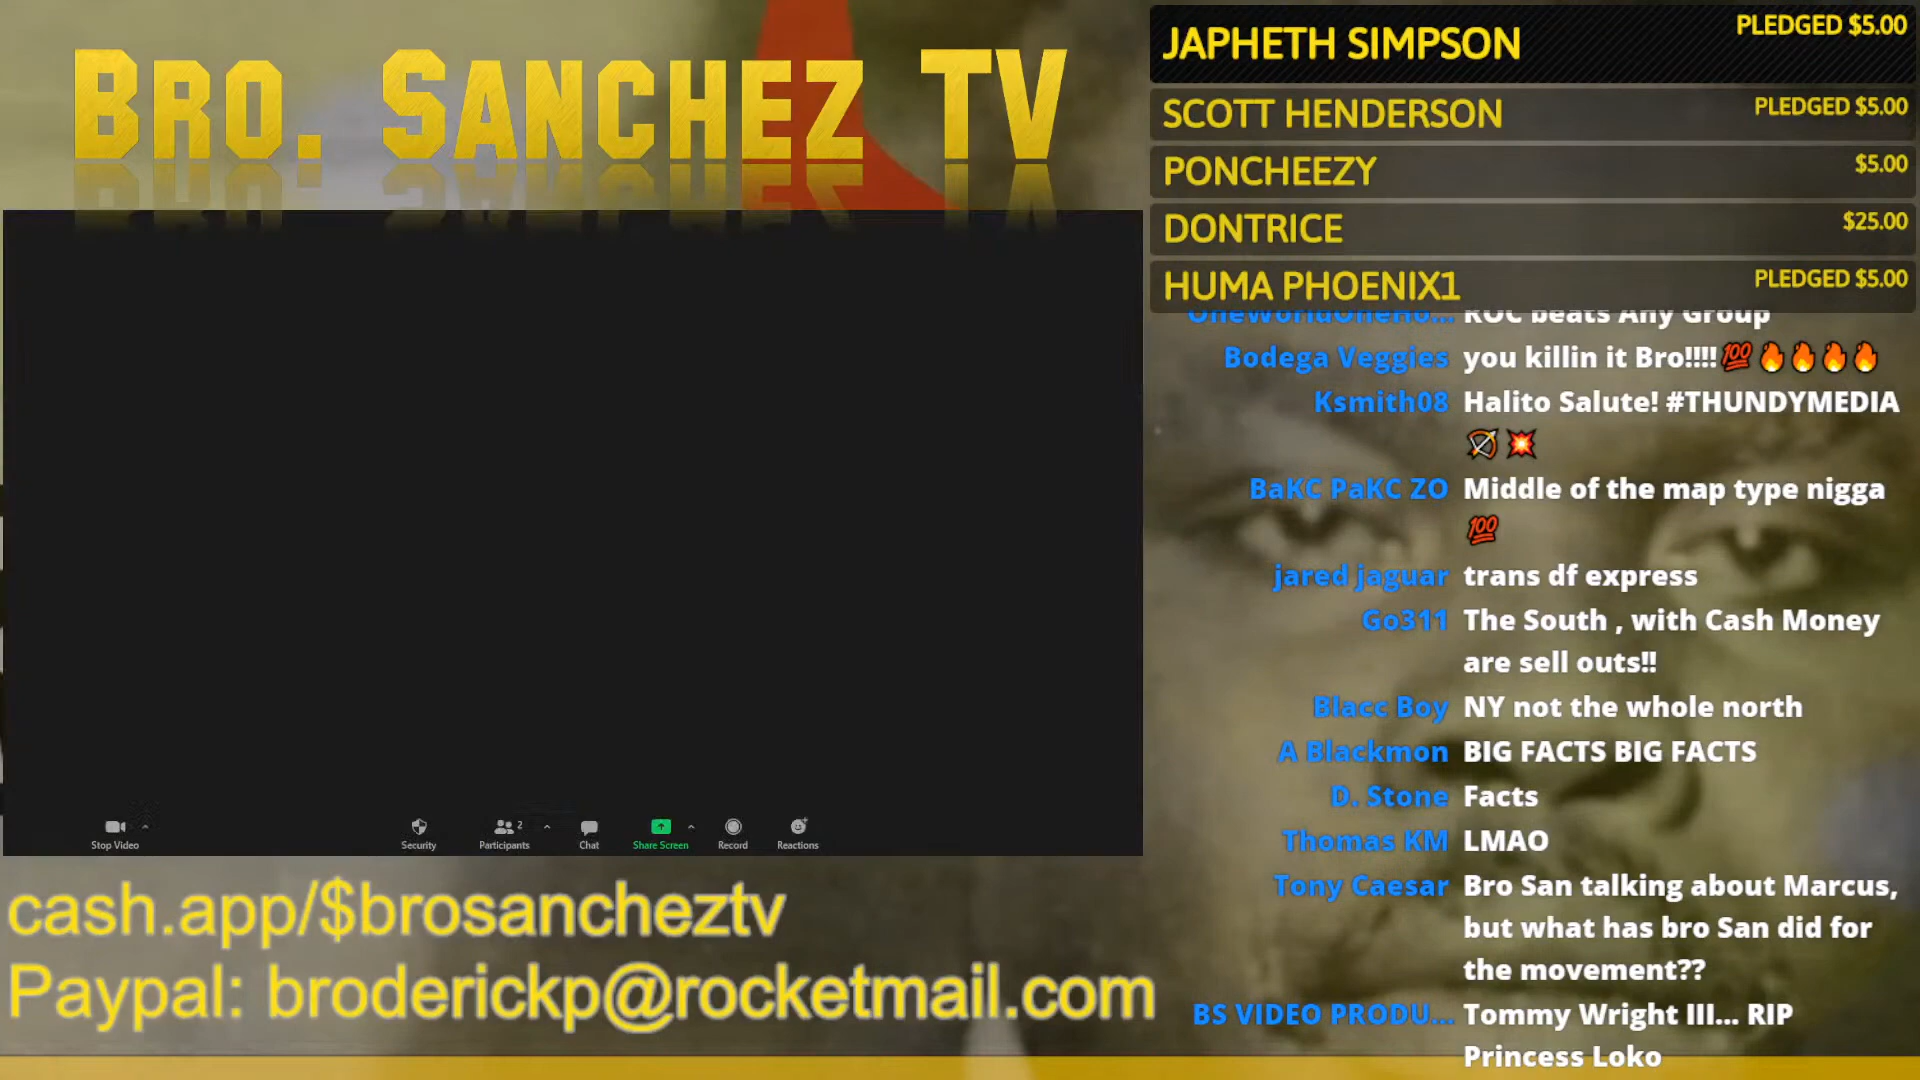 BRO. SANCHEZ TV
JAPHETH SIMPSON PLEDGED $5.00
SCOTT HENDERSON PLEDGED $5.00
PONCHEEZY $5.00
DONTRICE $25.00
HUMA PHOENIX1 PLEDGED $5.00
OneWorldOneHo... ROC beats Any Group
Bodega Veggies you killin it Bro!!!!💯🔥🔥🔥🔥
Ksmith08 Halito Salute! #THUNDYMEDIA
🏹💥
BaKC PaKC ZO Middle of the map type nigga
💯
jared jaguar trans df express
Go311 The South , with Cash Money
are sell outs!!
Blacc Boy NY not the whole north
A Blackmon BIG FACTS BIG FACTS
D. Stone Facts
Thomas KM LMAO
Tony Caesar Bro San talking about Marcus,
but what has bro San did for
the movement??
BS VIDEO PRODU... Tommy Wright III... RIP
Princess Loko
Stop Video
Security
Participants 2
Chat
Share Screen
Record
Reactions
cash.app/$brosancheztv
Paypal: broderickp@rocketmail.com